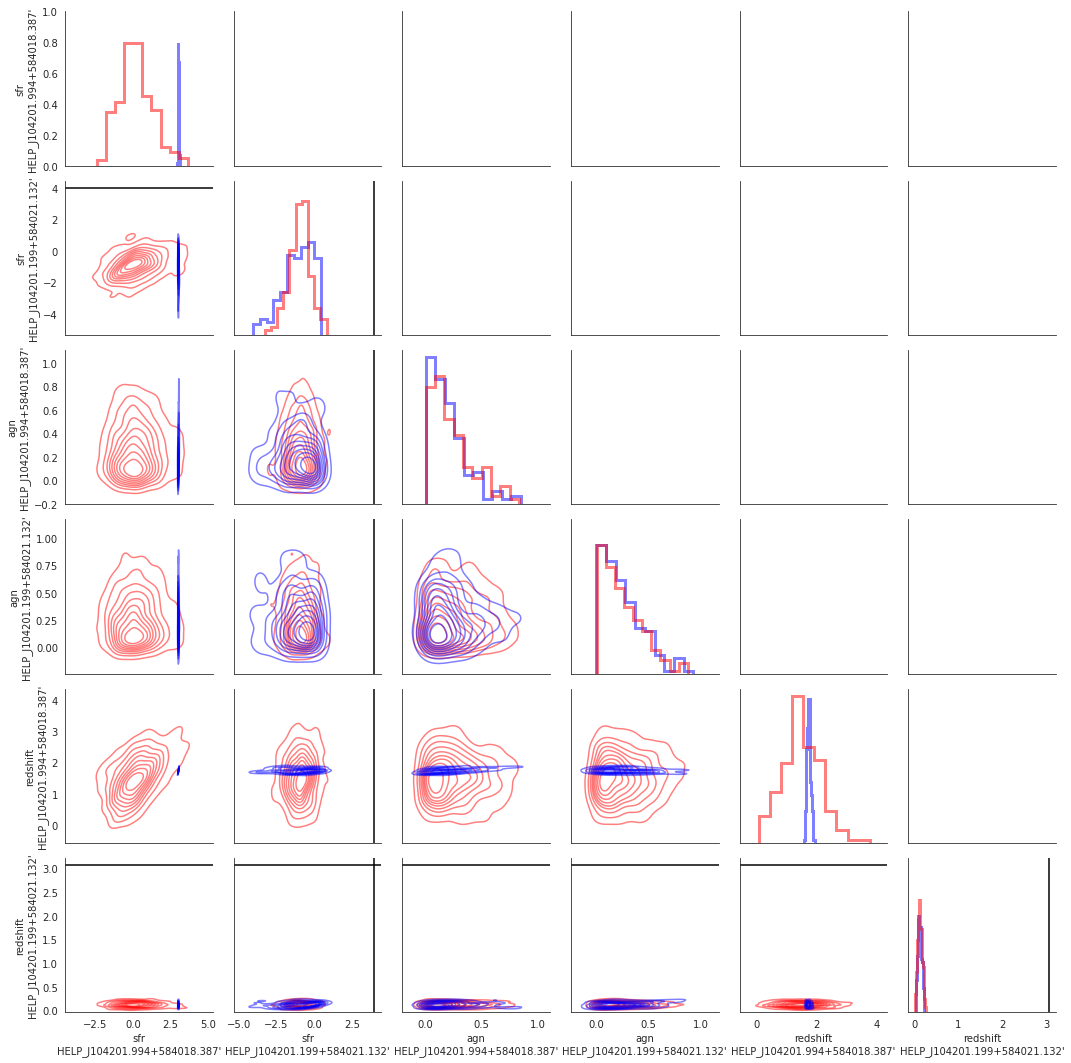 1.0
0.8
0.6
0.4
0.2
0.0
sfr
HELP_J104201.994+584018.387'
4
2
0
−2
−4
sfr
HELP_J104201.199+584021.132'
1.0
0.8
0.6
0.4
0.2
0.0
−0.2
agn
HELP_J104201.994+584018.387'
1.00
0.75
0.50
0.25
0.00
agn
HELP_J104201.199+584021.132'
4
3
2
1
0
redshift
HELP_J104201.994+584018.387'
3.0
2.5
2.0
1.5
1.0
0.5
0.0
redshift
HELP_J104201.199+584021.132'
−2.5 0.0 2.5 5.0
sfr
HELP_J104201.994+584018.387'
−5.0 −2.5 0.0
sfr
HELP_J104201.199+584021.132'
0.0 0.5 1.0
agn
HELP_J104201.994+584018.387'
0.0 0.5 1.0
agn
HELP_J104201.199+584021.132'
0 2 4
redshift
HELP_J104201.994+584018.387'
0 1 2 3
redshift
HELP_J104201.199+584021.132'